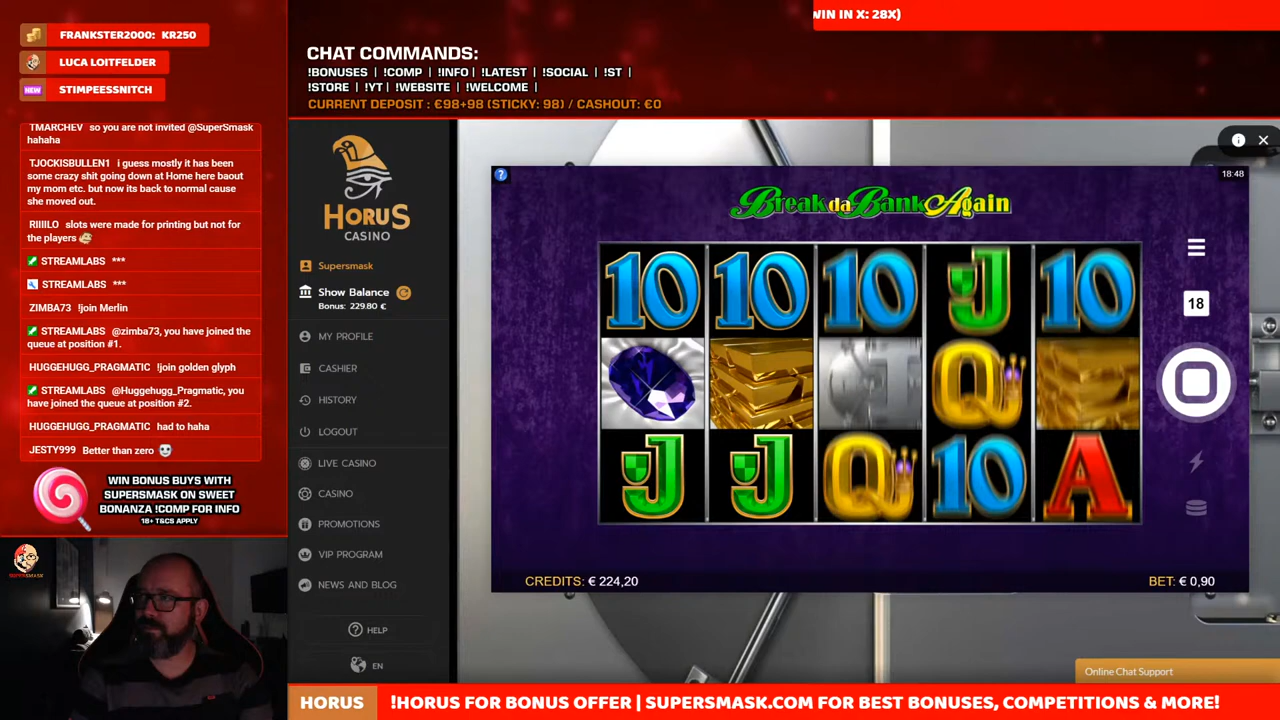 FRANKSTER2000: KR250
LUCA LOITFELDER
NEW
STIMPEESSNITCH
WIN IN X: 28X)
CHAT COMMANDS:
!BONUSES | !COMP | !INFO | !LATEST | !SOCIAL | !ST |
!STORE | !YT | !WEBSITE | !WELCOME |
CURRENT DEPOSIT : €98+98 (STICKY: 98) / CASHOUT: €0
TMARCHEV so you are not invited @SuperSmask
hahaha
TJOCKISBULLEN1 i guess mostly it has been
some crazy shit going down at Home here baout
my mom etc. but now its back to normal cause
she moved out.
RIIIILO slots were made for printing but not for
the players
STREAMLABS ***
STREAMLABS ***
ZIMBA73 !join Merlin
STREAMLABS @zimba73, you have joined the
queue at position #1.
HUGGEHUGG_PRAGMATIC !join golden glyph
STREAMLABS @Huggehugg_Pragmatic, you
have joined the queue at position #2.
HUGGEHUGG_PRAGMATIC had to haha
JESTY999 Better than zero
WIN BONUS BUYS WITH
SUPERSMASK ON SWEET
BONANZA !COMP FOR INFO
18+ T&CS APPLY
SUPERSMASK
HORUS
CASINO
Supersmask
Show Balance
Bonus: 229.80 €
MY PROFILE
CASHIER
HISTORY
LOGOUT
LIVE CASINO
CASINO
PROMOTIONS
VIP PROGRAM
NEWS AND BLOG
HELP
EN
?
18:48
Break da Bank Again
10 10 10 J 10
Q
J J Q 10 A
18
CREDITS: € 224,20
BET: € 0,90
Online Chat Support
HORUS
!HORUS FOR BONUS OFFER | SUPERSMASK.COM FOR BEST BONUSES, COMPETITIONS & MORE!